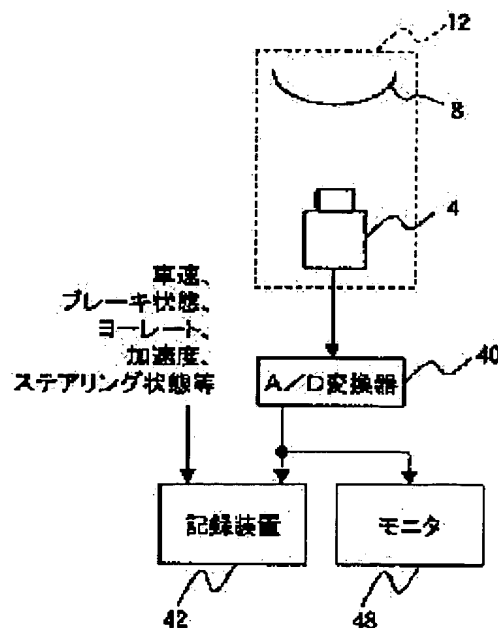 12
8
4
車速、
ブレーキ状態、
ヨーレート、
加速度、
ステアリング状態等
A/D変換器
40
記録装置
モニタ
42
48